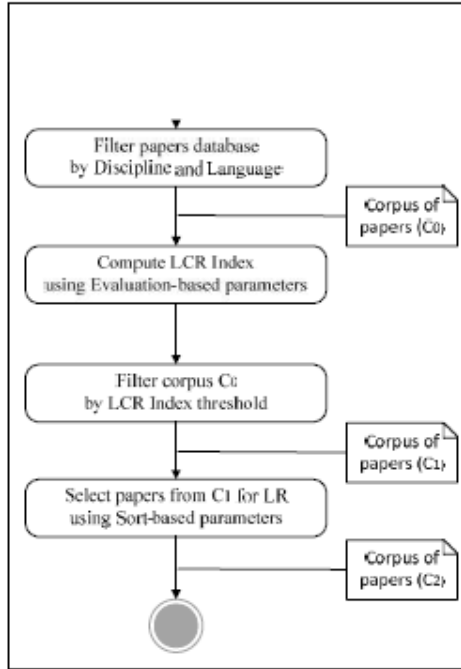 Filter papers database
by Discipline and Language
Corpus of
papers (C0)
Compute LCR Index
using Evaluation-based parameters
Filter corpus C0
by LCR Index threshold
Corpus of
papers (C1)
Select papers from C1 for LR
using Sort-based parameters
Corpus of
papers (C2)